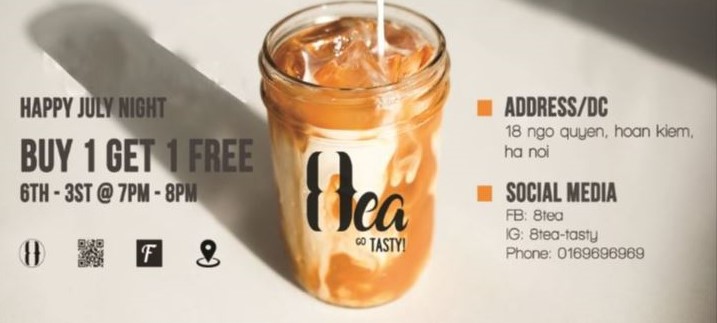 HAPPY JULY NIGHT
BUY 1 GET 1 FREE
6TH - 3ST @ 7PM - 8PM
F
8ea
GO TASTY!
ADDRESS/DC
18 ngo quyen, hoan kiem,
ha noi
SOCIAL MEDIA
FB: 8tea
IG: 8tea-tasty
Phone: 0169696969